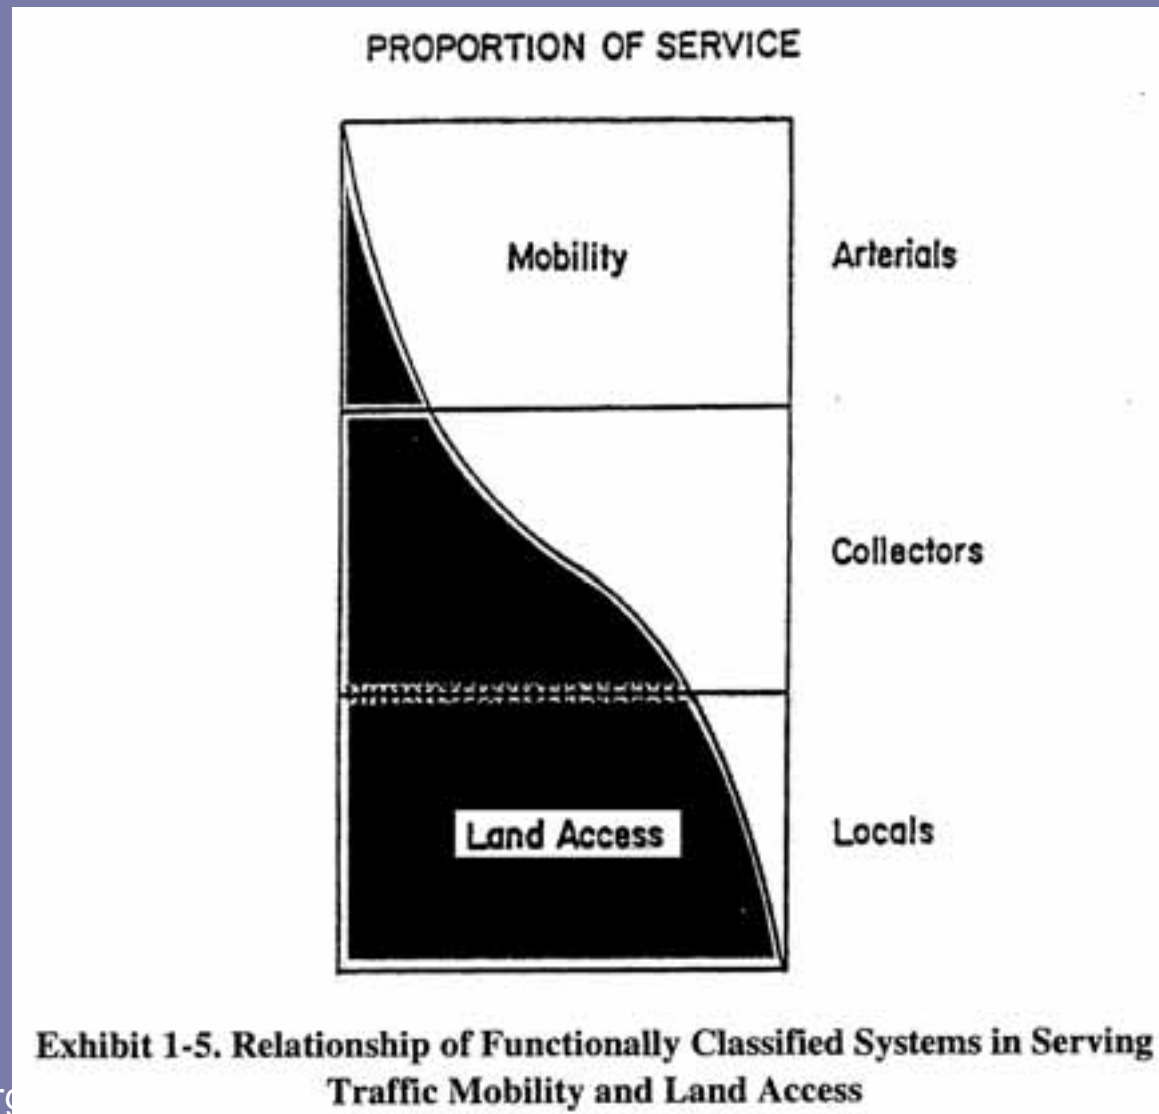 PROPORTION OF SERVICE
Mobility
Arterials
Collectors
Land Access
Locals
Exhibit 1-5. Relationship of Functionally Classified Systems in Serving
Traffic Mobility and Land Access